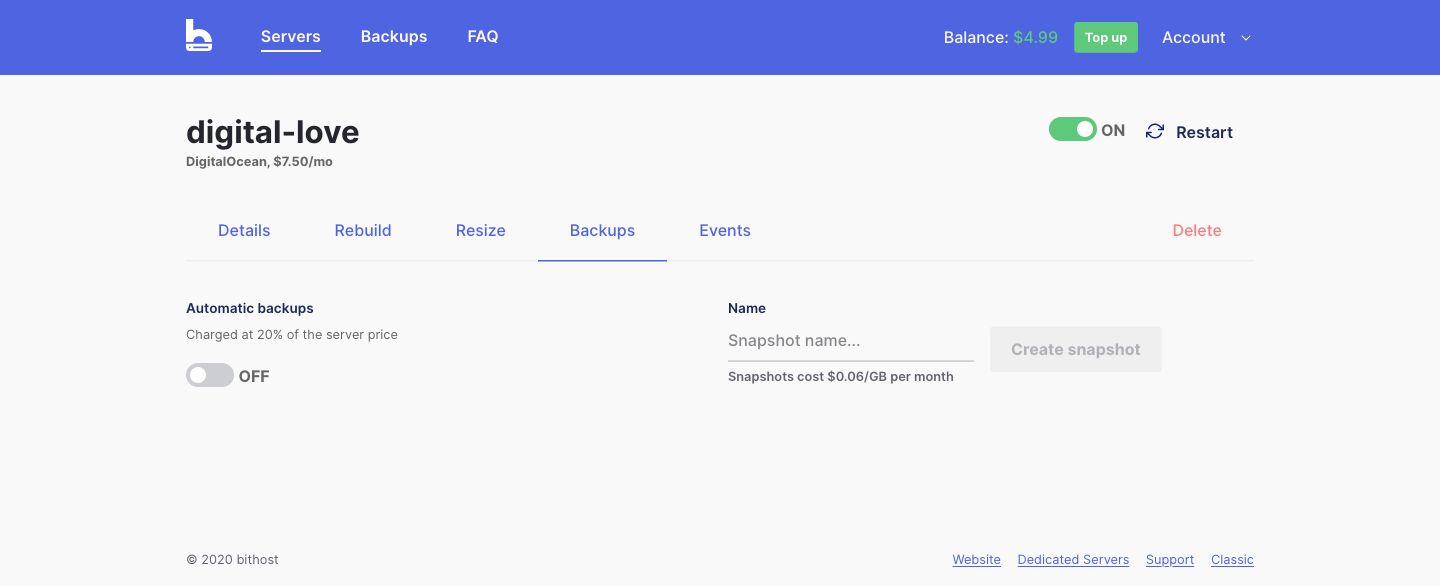 Servers Backups FAQ Balance: $4.99 Top up Account
digital-love
DigitalOcean, $7.50/mo
ON Restart
Details Rebuild Resize Backups Events Delete
Automatic backups
Charged at 20% of the server price
OFF
Name
Snapshot name...
Create snapshot
Snapshots cost $0.06/GB per month
© 2020 bithost
Website Dedicated Servers Support Classic